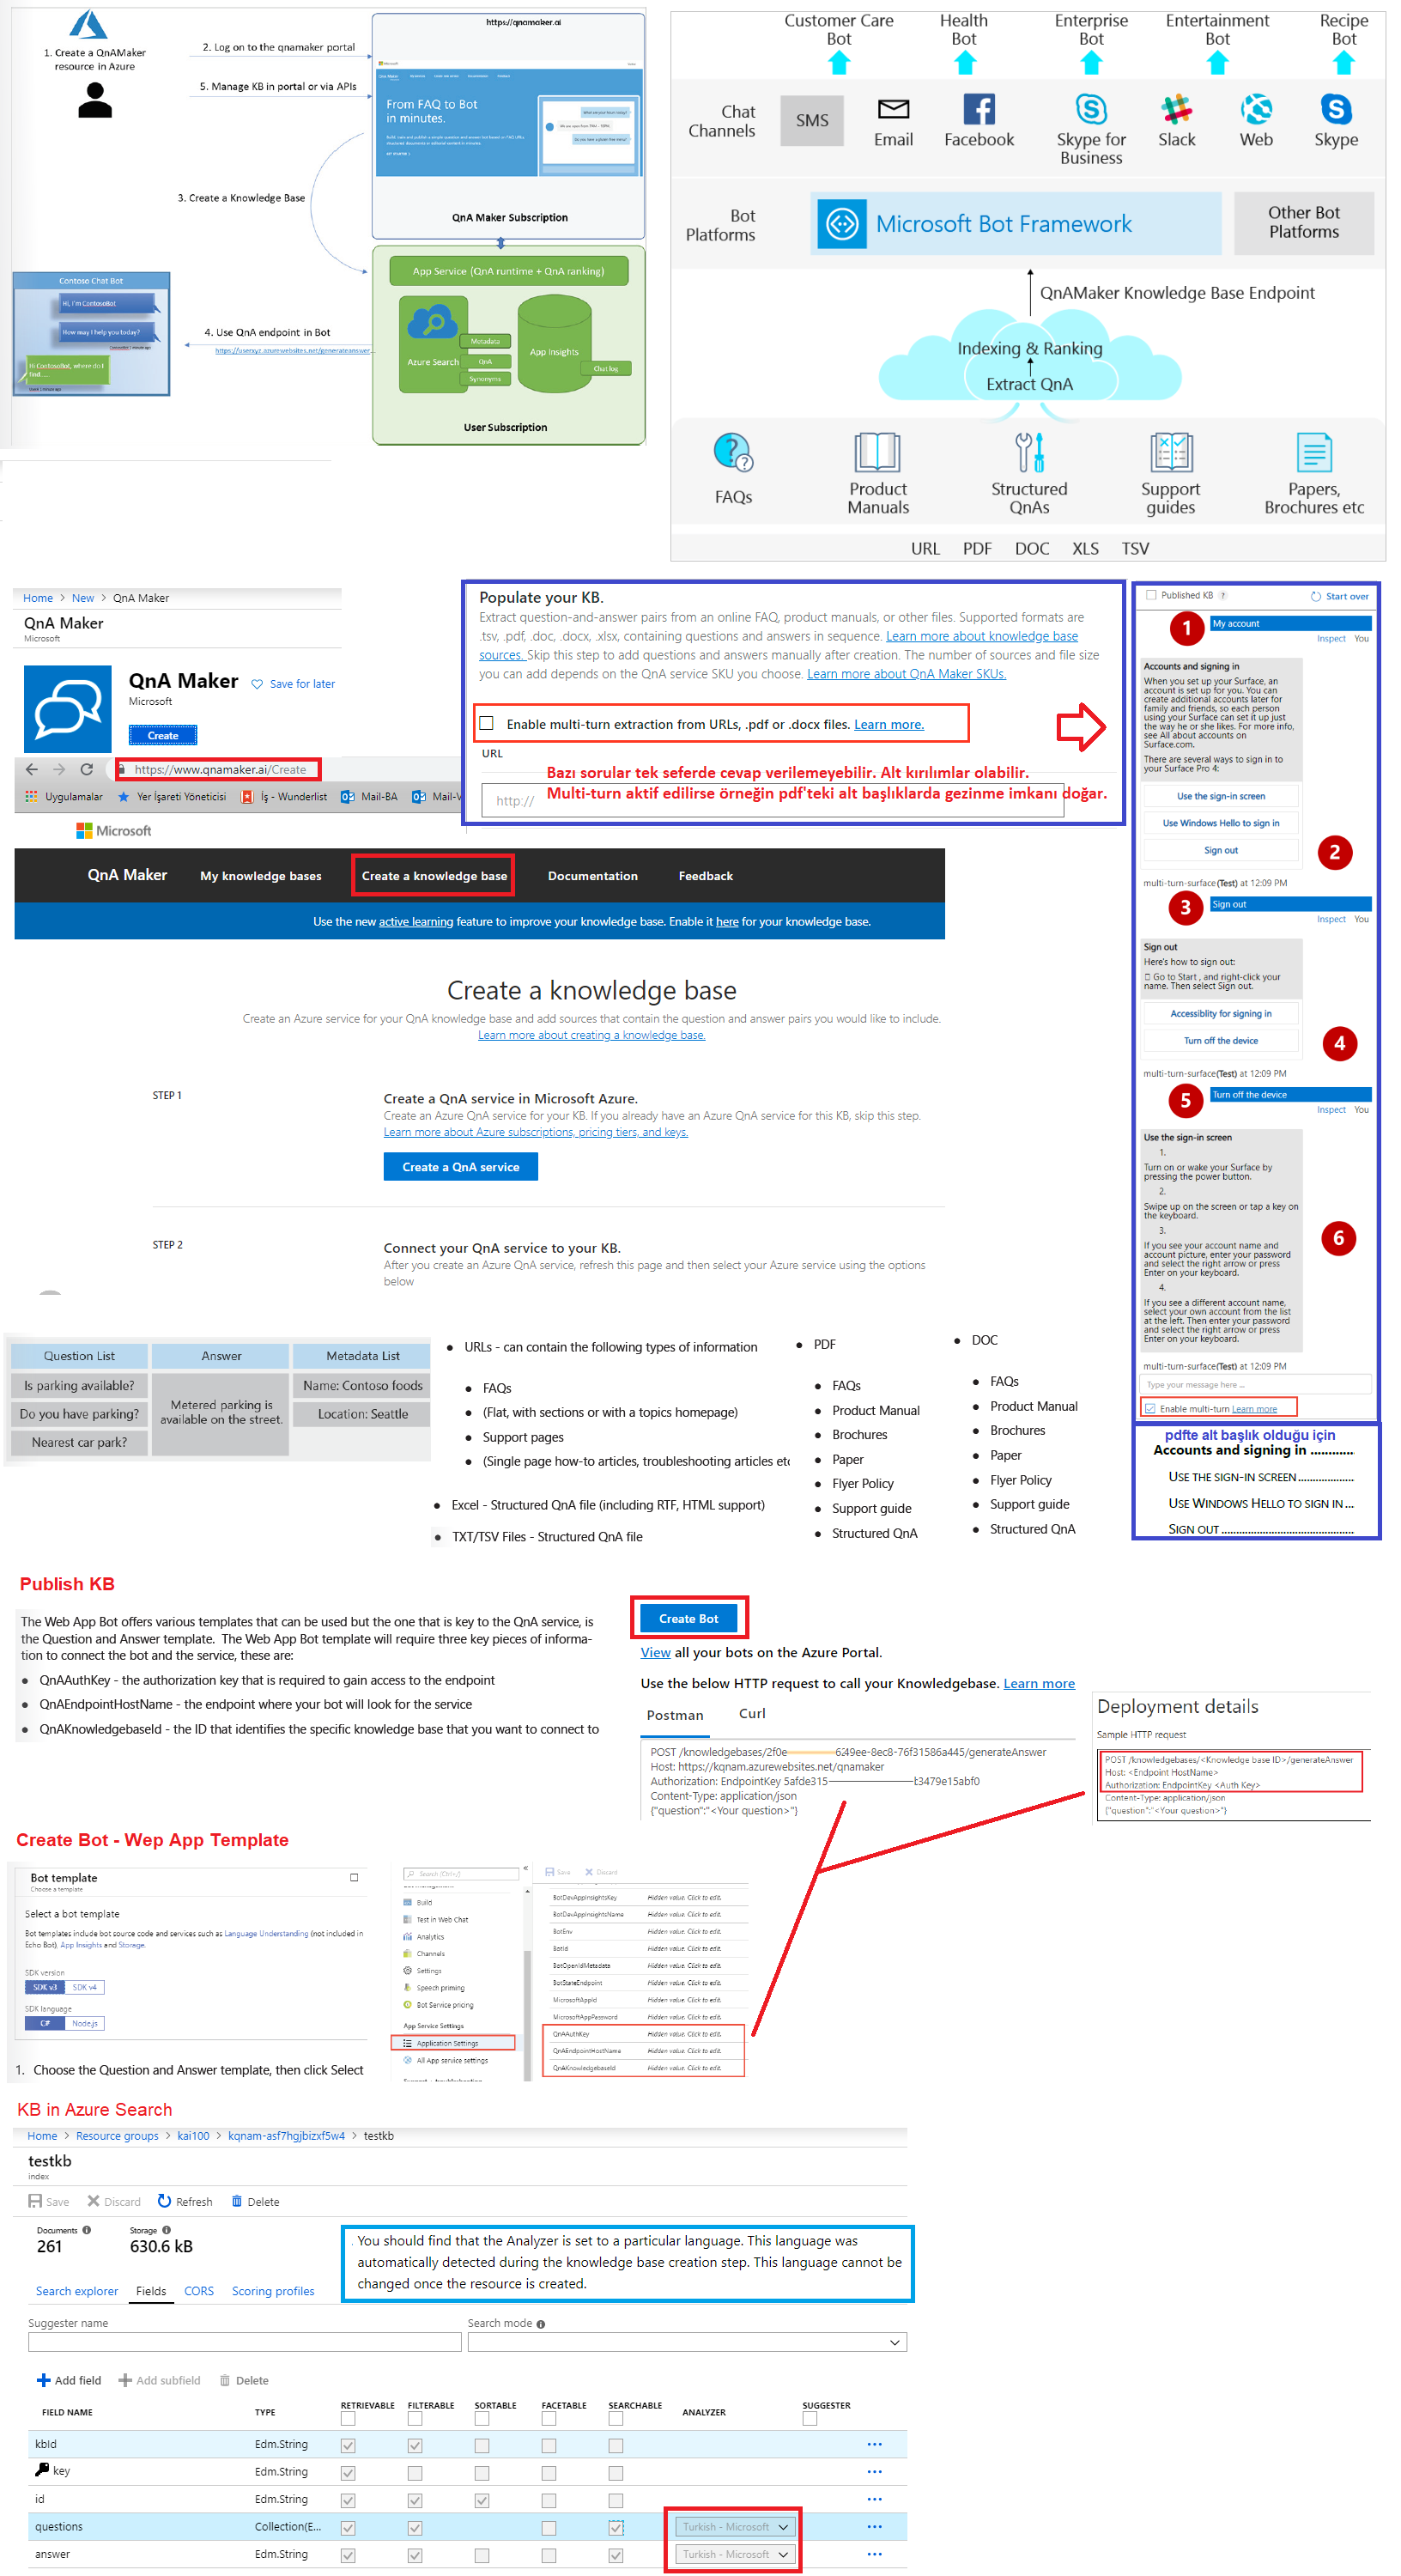 1. Create a QnAMaker
resource in Azure
2. Log on to the qnamaker portal
5. Manage KB in portal or via APIs
3. Create a Knowledge Base
4. Use QnA endpoint in Bot
https://userxyz.azurewebsites.net/generateanswer...
https://qnamaker.ai
From FAQ to Bot
in minutes.
QnA Maker Subscription
App Service (QnA runtime + QnA ranking)
Azure Search
Metadata
QnA
Synonyms
App Insights
Chat log
User Subscription
Contoso Chat Bot
Hi, I'm ContosoBot
How may I help you today?
Hi ContosoBot, where do I
find.....
Customer Care
Bot
Health
Bot
Enterprise
Bot
Entertainment
Bot
Recipe
Bot
Chat
Channels
SMS
Email
Facebook
Skype for
Business
Slack
Web
Skype
Bot
Platforms
Microsoft Bot Framework
Other Bot
Platforms
QnAMaker Knowledge Base Endpoint
Indexing & Ranking
Extract QnA
FAQs
Product
Manuals
Structured
QnAs
Support
guides
Papers,
Brochures etc
URL PDF DOC XLS TSV
Home > New > QnA Maker
QnA Maker
Microsoft
QnA Maker
Save for later
Microsoft
Create
https://www.qnamaker.ai/Create
Uygulamalar
Yer İşareti Yöneticisi
İş - Wunderlist
Mail-BA
Mail-V
Populate your KB.
Extract question-and-answer pairs from an online FAQ, product manuals, or other files. Supported formats are
.tsv, .pdf, .doc, .docx, .xlsx, containing questions and answers in sequence. Learn more about knowledge base
sources. Skip this step to add questions and answers manually after creation. The number of sources and file size
you can add depends on the QnA service SKU you choose. Learn more about QnA Maker SKUs.
Enable multi-turn extraction from URLs, .pdf or .docx files. Learn more.
URL
Bazı sorular tek seferde cevap verilemeyebilir. Alt kırılımlar olabilir.
http://
Multi-turn aktif edilirse örneğin pdf'teki alt başlıklarda gezinme imkanı doğar.
Microsoft
QnA Maker
My knowledge bases
Create a knowledge base
Documentation
Feedback
Use the new active learning feature to improve your knowledge base. Enable it here for your knowledge base.
Create a knowledge base
Create an Azure service for your QnA knowledge base and add sources that contain the question and answer pairs you would like to include.
Learn more about creating a knowledge base.
STEP 1
Create a QnA service in Microsoft Azure.
Create an Azure QnA service for your KB. If you already have an Azure QnA service for this KB, skip this step.
Learn more about Azure subscriptions, pricing tiers, and keys.
Create a QnA service
STEP 2
Connect your QnA service to your KB.
After you create an Azure QnA service, refresh this page and then select your Azure service using the options
below
Published KB ?
Start over
1
My account
Inspect You
Accounts and signing in
When you set up your Surface, an
account is set up for you. You can
create additional accounts later for
family and friends, so each person
using your Surface can set it up just
the way he or she likes. For more info,
see All about accounts on
Surface.com.
There are several ways to sign in to
your Surface Pro 4:
Use the sign-in screen
Use Windows Hello to sign in
Sign out
2
multi-turn-surface(Test) at 12:09 PM
3
Sign out
Inspect You
Sign out
Here's how to sign out:
Go to Start , and right-click your
name. Then select Sign out.
Accessiblity for signing in
Turn off the device
4
multi-turn-surface(Test) at 12:09 PM
5
Turn off the device
Inspect You
Use the sign-in screen
1.
Turn on or wake your Surface by
pressing the power button.
2.
Swipe up on the screen or tap a key on
the keyboard.
3.
If you see your account name and
account picture, enter your password
and select the right arrow or press
Enter on your keyboard.
4.
If you see a different account name,
select your own account from the list
at the left. Then enter your password
and select the right arrow or press
Enter on your keyboard.
6
multi-turn-surface(Test) at 12:09 PM
Type your message here ...
Enable multi-turn Learn more
pdfte alt başlık olduğu için
Accounts and signing in ............
USE THE SIGN-IN SCREEN...................
USE WINDOWS HELLO TO SIGN IN ...
SIGN OUT ............................................
Question List
Answer
Metadata List
Is parking available?
Do you have parking?
Nearest car park?
Metered parking is
available on the street.
Name: Contoso foods
Location: Seattle
● URLs - can contain the following types of information
● FAQs
● (Flat, with sections or with a topics homepage)
● Support pages
● (Single page how-to articles, troubleshooting articles etc
● Excel - Structured QnA file (including RTF, HTML support)
● TXT/TSV Files - Structured QnA file
● PDF
● FAQs
● Product Manual
● Brochures
● Paper
● Flyer Policy
● Support guide
● Structured QnA
● DOC
● FAQs
● Product Manual
● Brochures
● Paper
● Flyer Policy
● Support guide
● Structured QnA
Publish KB
The Web App Bot offers various templates that can be used but the one that is key to the QnA service, is
the Question and Answer template. The Web App Bot template will require three key pieces of informa-
tion to connect the bot and the service, these are:
● QnAAuthKey - the authorization key that is required to gain access to the endpoint
● QnAEndpointHostName - the endpoint where your bot will look for the service
● QnAKnowledgebaseId - the ID that identifies the specific knowledge base that you want to connect to
Create Bot
View all your bots on the Azure Portal.
Use the below HTTP request to call your Knowledgebase. Learn more
Postman
Curl
POST /knowledgebases/2f0e 6249ee-8ec8-76f31586a445/generateAnswer
Host: https://kqnam.azurewebsites.net/qnamaker
Authorization: EndpointKey 5afde315 b3479e15abf0
Content-Type: application/json
{"question":"<Your question>"}
Deployment details
Sample HTTP request
POST /knowledgebases/<Knowledge base ID>/generateAnswer
Host: <Endpoint HostName>
Authorization: EndpointKey <Auth Key>
Content-Type: application/json
{"question":"<Your question>"}
Create Bot - Wep App Template
Bot template
Choose a template
Select a bot template
Bot templates include bot source code and services such as Language Understanding (not included in
Echo Bot), App Insights and Storage.
SDK version
SDK v3
SDK v4
SDK language
C#
Node.js
1. Choose the Question and Answer template, then click Select
Search (Ctrl+/)
Build
Test in Web Chat
Analytics
Channels
Settings
Speech priming
Bot Service pricing
App Service Settings
Application Settings
All App service settings
Save
Discard
BotDevAppInsightsKey Hidden value. Click to edit.
BotDevAppInsightsName Hidden value. Click to edit.
BotEnv Hidden value. Click to edit.
BotId Hidden value. Click to edit.
BotOpenIdMetadata Hidden value. Click to edit.
BotStateEndpoint Hidden value. Click to edit.
MicrosoftAppId Hidden value. Click to edit.
MicrosoftAppPassword Hidden value. Click to edit.
QnAAuthKey Hidden value. Click to edit.
QnAEndpointHostName Hidden value. Click to edit.
QnAKnowledgebaseId Hidden value. Click to edit.
KB in Azure Search
Home > Resource groups > kai100 > kqnam-asf7hgjbizxf5w4 > testkb
testkb
index
Save
Discard
Refresh
Delete
Documents
261
Storage
630.6 kB
. You should find that the Analyzer is set to a particular language. This language was
automatically detected during the knowledge base creation step. This language cannot be
changed once the resource is created.
Search explorer
Fields
CORS
Scoring profiles
Suggester name
Search mode
Add field
Add subfield
Delete
FIELD NAME TYPE RETRIEVABLE FILTERABLE SORTABLE FACETABLE SEARCHABLE ANALYZER SUGGESTER
kbId Edm.String ...
key Edm.String ...
id Edm.String ...
questions Collection(E... Turkish - Microsoft ...
answer Edm.String Turkish - Microsoft ...